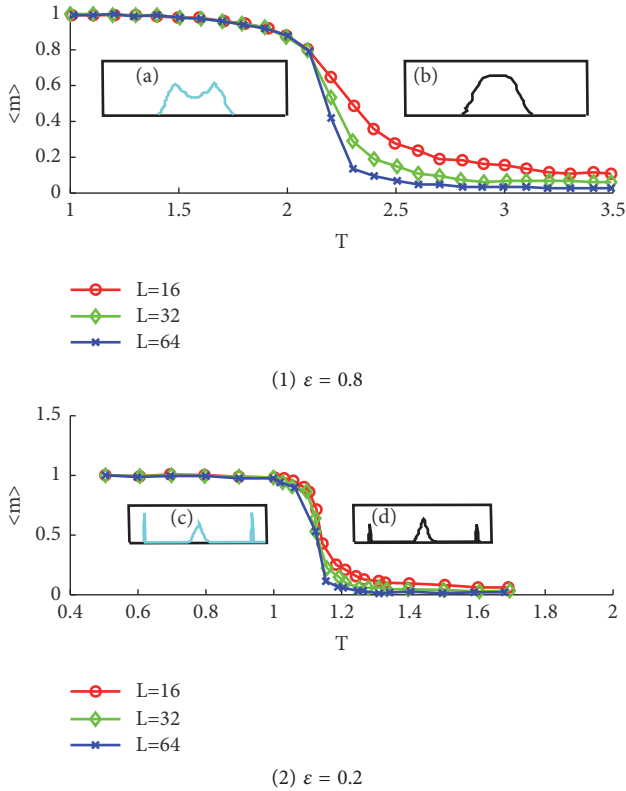 1
0.8
0.6
0.4
0.2
0
<m>
(a)
(b)
1 1.5 2 2.5 3 3.5
T
L=16
L=32
L=64
(1) ε = 0.8
1.5
1
0.5
0
<m>
(c)
(d)
0.4 0.6 0.8 1 1.2 1.4 1.6 1.8 2
T
L=16
L=32
L=64
(2) ε = 0.2